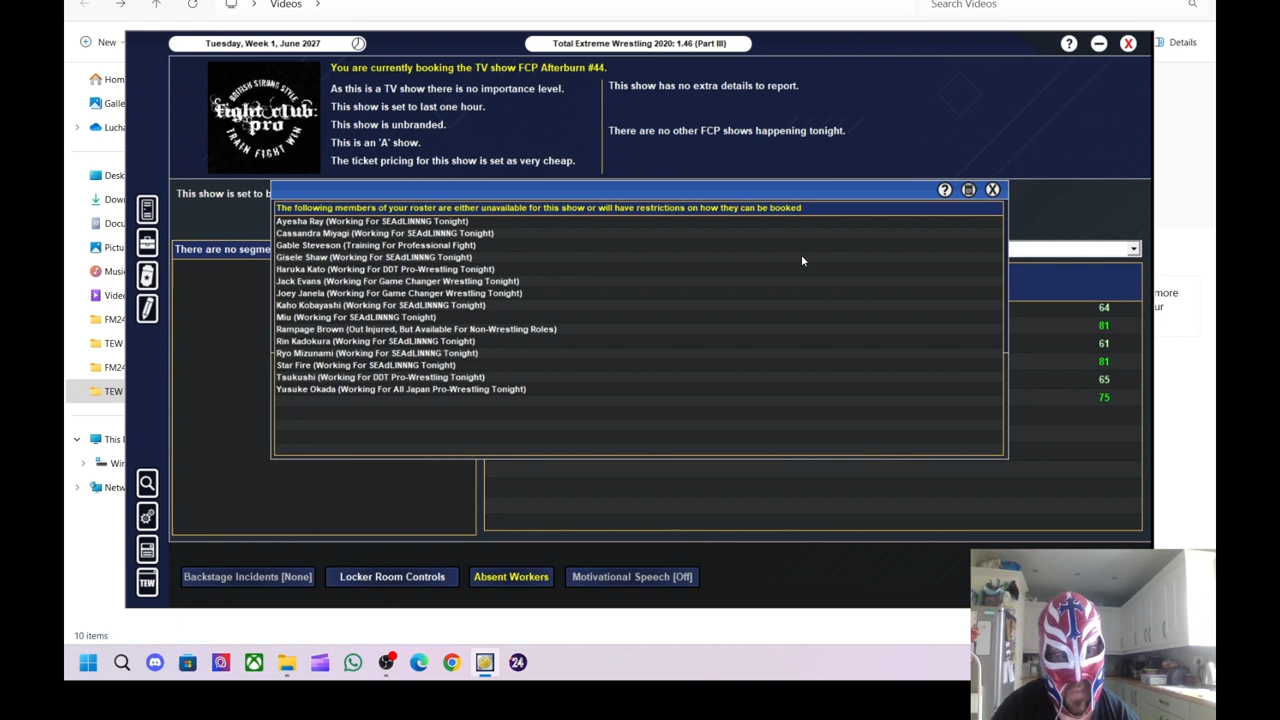 Videos
Search Videos
New
Details
Tuesday, Week 1, June 2027
Total Extreme Wrestling 2020: 1.46 (Part III)
?
X
BRITISH STRONG STYLE
fight club:
pro
TRAIN FIGHT WIN
You are currently booking the TV show FCP Afterburn #44.
As this is a TV show there is no importance level.
This show is set to last one hour.
This show is unbranded.
This is an 'A' show.
The ticket pricing for this show is set as very cheap.
This show has no extra details to report.
There are no other FCP shows happening tonight.
Hom
Galle
Lucha
Desk
Dow
Docu
Pictu
Musi
Video
FM24
TEW
FM24
TEW
This I
Win
Netw
This show is set to b
There are no segme
? X
The following members of your roster are either unavailable for this show or will have restrictions on how they can be booked
Ayesha Ray (Working For SEAdLINNNG Tonight)
Cassandra Miyagi (Working For SEAdLINNNG Tonight)
Gable Steveson (Training For Professional Fight)
Gisele Shaw (Working For SEAdLINNNG Tonight)
Haruka Kato (Working For DDT Pro-Wrestling Tonight)
Jack Evans (Working For Game Changer Wrestling Tonight)
Joey Janela (Working For Game Changer Wrestling Tonight)
Kaho Kobayashi (Working For SEAdLINNNG Tonight)
Miu (Working For SEAdLINNNG Tonight)
Rampage Brown (Out Injured, But Available For Non-Wrestling Roles)
Rin Kadokura (Working For SEAdLINNNG Tonight)
Ryo Mizunami (Working For SEAdLINNNG Tonight)
Star Fire (Working For SEAdLINNNG Tonight)
Tsukushi (Working For DDT Pro-Wrestling Tonight)
Yusuke Okada (Working For All Japan Pro-Wrestling Tonight)
64
81
61
81
65
75
more
ur
TEW
Backstage Incidents [None]
Locker Room Controls
Absent Workers
Motivational Speech [Off]
10 items
24